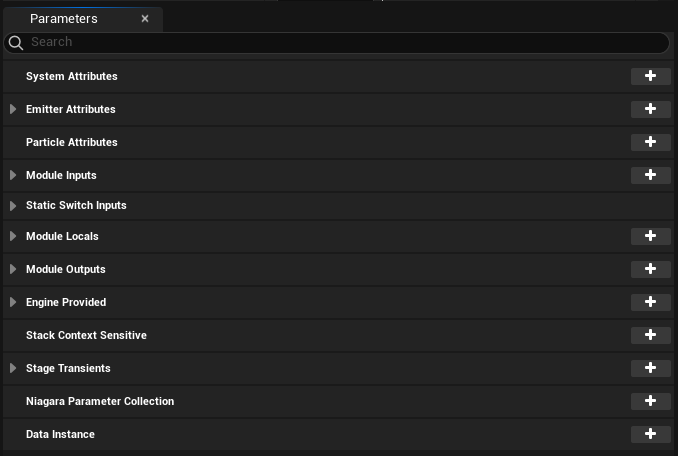 Parameters
Search
System Attributes
Emitter Attributes
Particle Attributes
Module Inputs
Static Switch Inputs
Module Locals
Module Outputs
Engine Provided
Stack Context Sensitive
Stage Transients
Niagara Parameter Collection
Data Instance